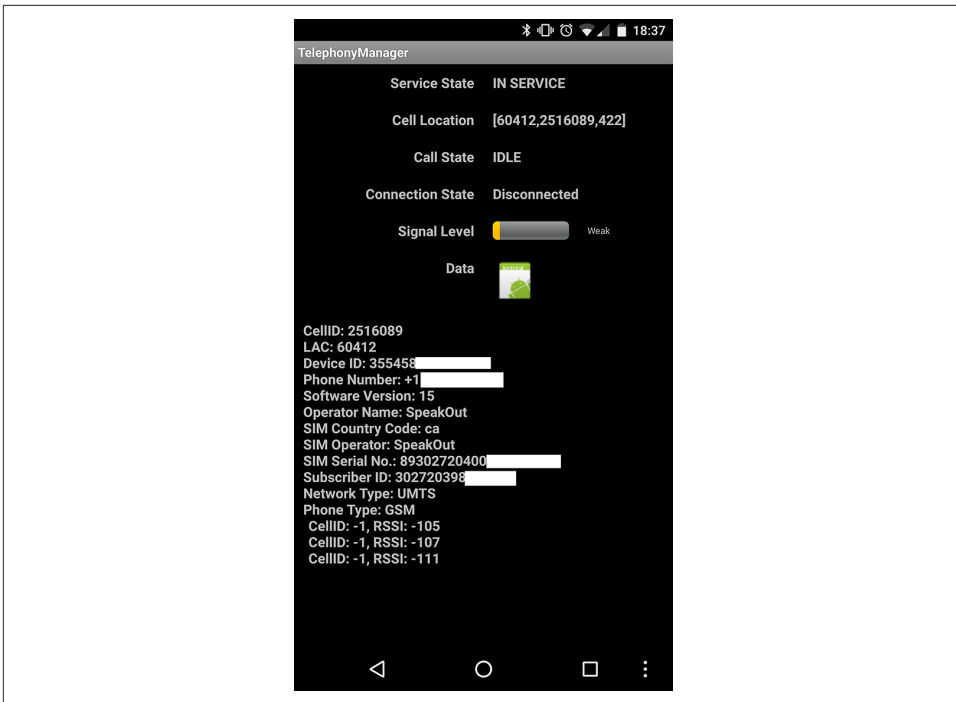 18:37
TelephonyManager
Service State IN SERVICE
Cell Location [60412,2516089,422]
Call State IDLE
Connection State Disconnected
Signal Level Weak
Data
CellID: 2516089
LAC: 60412
Device ID: 355458
Phone Number: +1
Software Version: 15
Operator Name: SpeakOut
SIM Country Code: ca
SIM Operator: SpeakOut
SIM Serial No.: 89302720400
Subscriber ID: 302720398
Network Type: UMTS
Phone Type: GSM
CellID: -1, RSSI: -105
CellID: -1, RSSI: -107
CellID: -1, RSSI: -111